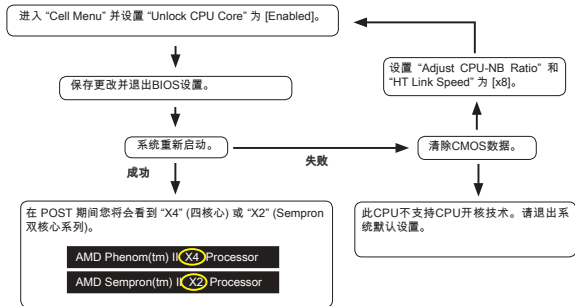 进入 “Cell Menu” 并设置 “Unlock CPU Core” 为 [Enabled]。
保存更改并退出BIOS设置。
系统重新启动。
成功
失败
在 POST 期间您将会看到 “X4” (四核心) 或 “X2” (Sempron
双核心系列)。
AMD Phenom(tm) II X4 Processor
AMD Sempron(tm) II X2 Processor
设置 “Adjust CPU-NB Ratio” 和
“HT Link Speed” 为 [x8]。
清除CMOS数据。
此CPU不支持CPU开核技术。请退出系
统默认设置。